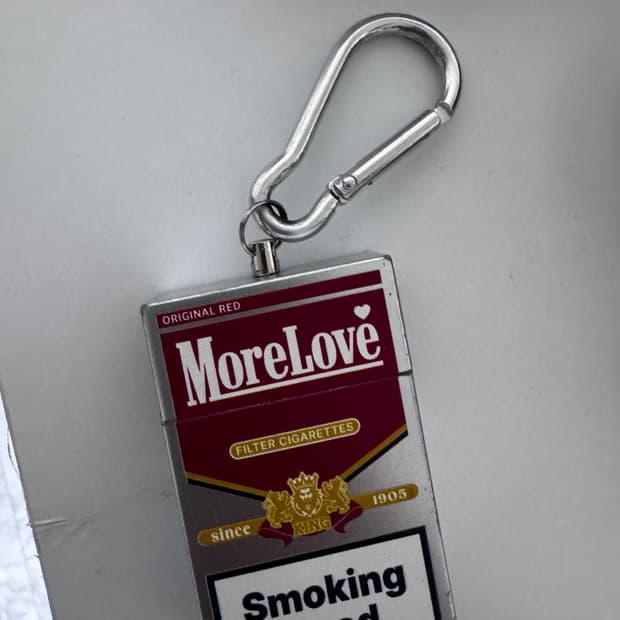 ORIGINAL RED
MoreLove
FILTER CIGARETTES
since KING 1905
Smoking